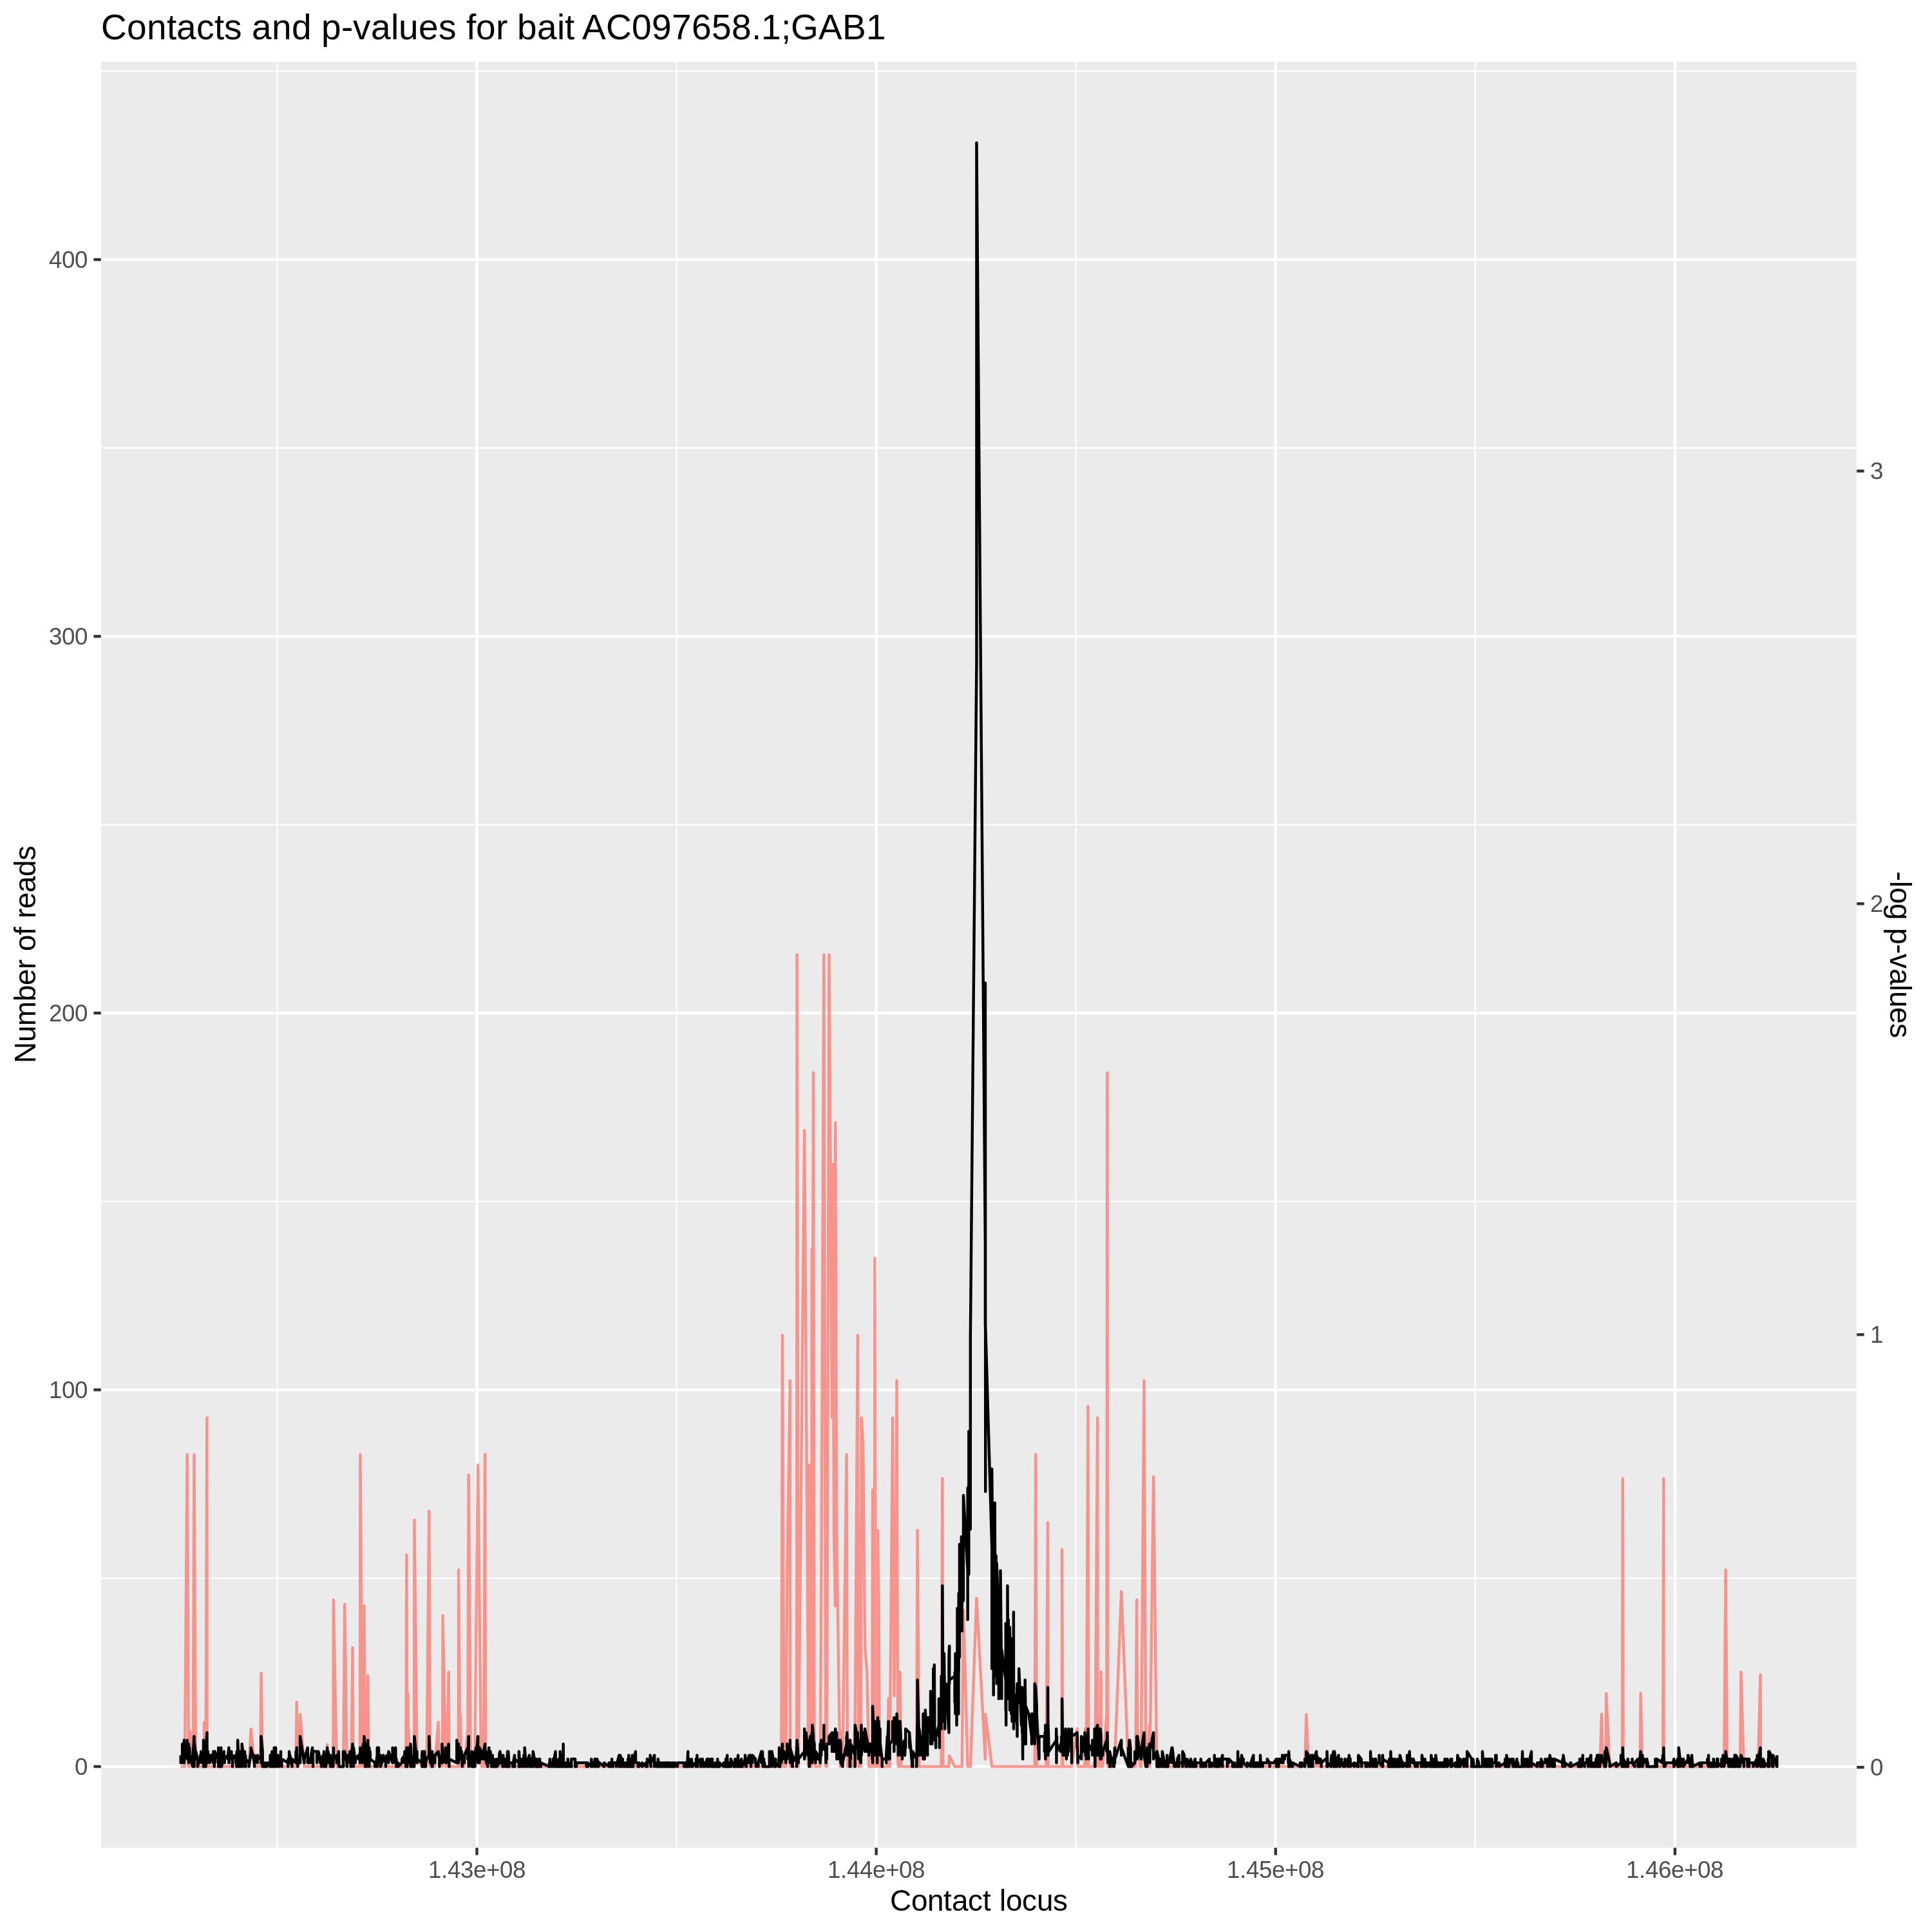 Contacts and p-values for bait AC097658.1;GAB1
400
300
200
100
0
Number of reads
3
2
1
0
-log p-values
1.43e+08 1.44e+08 1.45e+08 1.46e+08
Contact locus